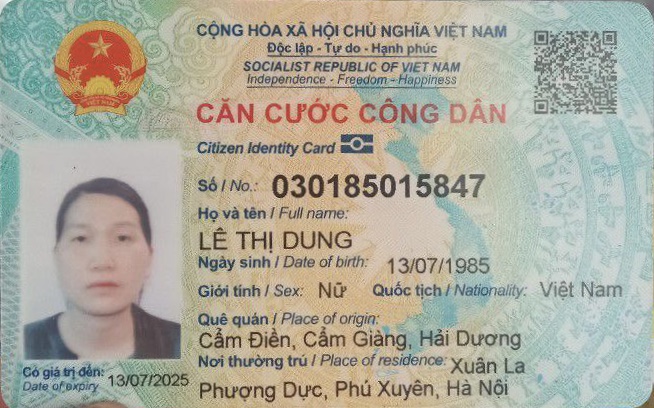 CỘNG HÒA XÃ HỘI CHỦ NGHĨA VIỆT NAM
Độc lập - Tự do - Hạnh phúc
SOCIALIST REPUBLIC OF VIET NAM
Independence - Freedom - Happiness
CĂN CƯỚC CÔNG DÂN
Citizen Identity Card
Số / No.: 030185015847
Họ và tên / Full name:
LÊ THỊ DUNG
Ngày sinh / Date of birth: 13/07/1985
Giới tính / Sex: Nữ Quốc tịch / Nationality: Việt Nam
Quê quán / Place of origin:
Cẩm Điền, Cẩm Giàng, Hải Dương
Nơi thường trú / Place of residence: Xuân La
Phượng Dực, Phú Xuyên, Hà Nội
Có giá trị đến: 13/07/2025
Date of expiry
VIỆT NAM